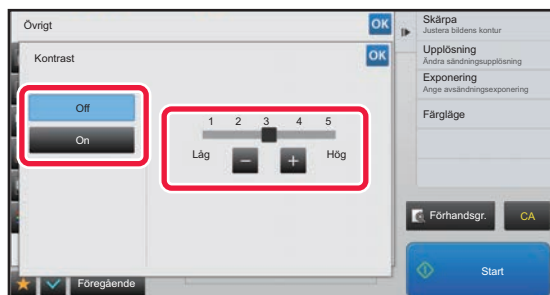 Övrigt
OK
Kontrast
OK
Off
On
1 2 3 4 5
Låg
Hög
Skärpa
Justera bildens kontur
Upplösning
Ändra sändningsupplösning
Exponering
Ange avsändningsexponering
Färgläge
Förhandsgr.
CA
Start
Föregående